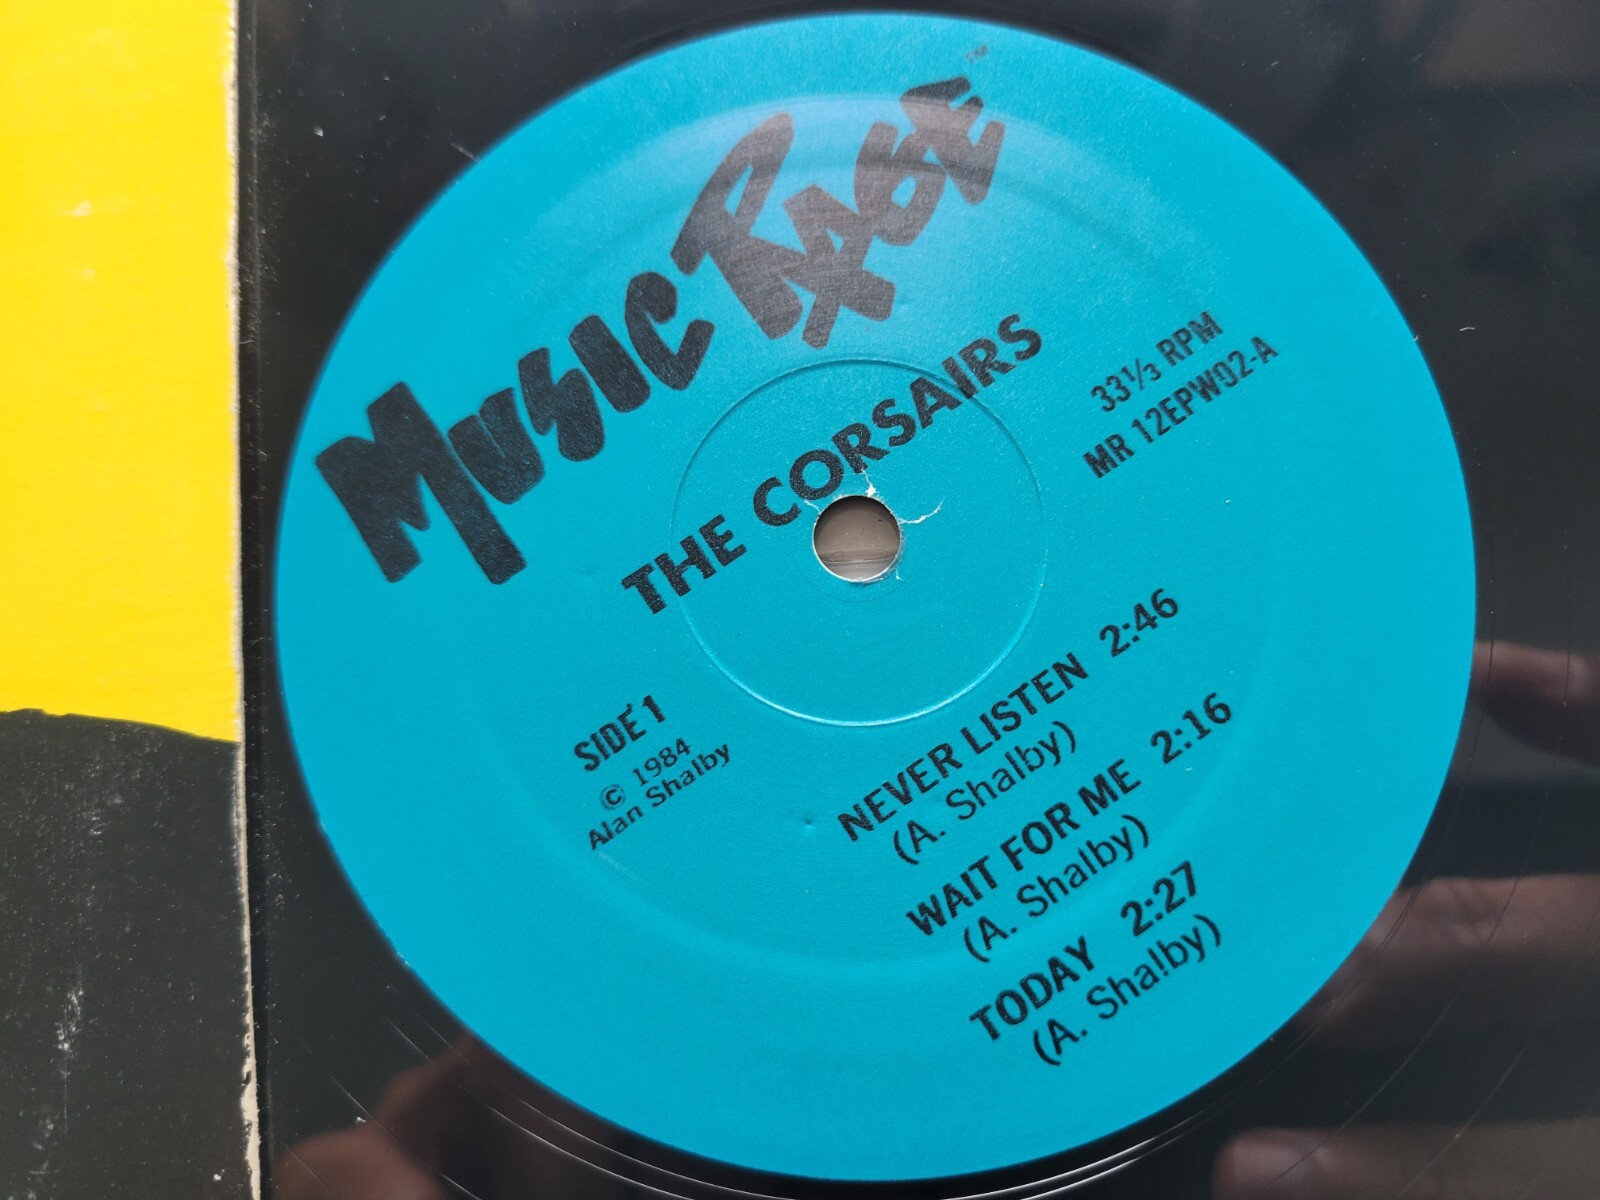 MUSIC RAGE™
THE CORSAIRS
33⅓ RPM
MR 12EPW02-A
SIDE 1
© 1984
Alan Shalby
NEVER LISTEN 2:46
(A. Shalby)
WAIT FOR ME 2:16
(A. Shalby)
TODAY 2:27
(A. Shalby)